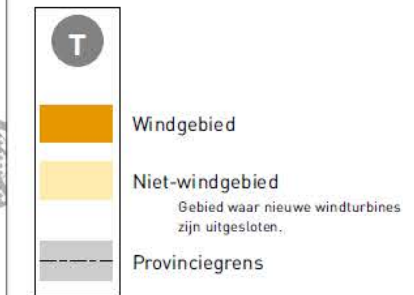 T
Windgebied
Niet-windgebied
Gebied waar nieuwe windturbines
zijn uitgesloten.
Provinciegrens